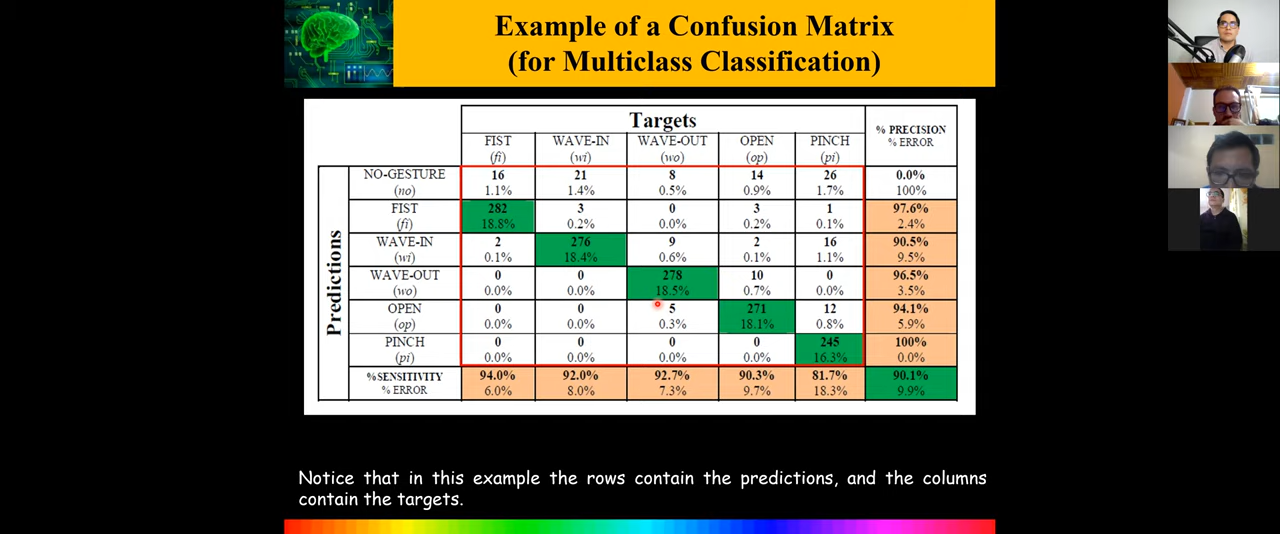 Example of a Confusion Matrix
(for Multiclass Classification)
Targets
% PRECISION
% ERROR
FIST WAVE-IN WAVE-OUT OPEN PINCH
(fi) (wi) (wo) (op) (pi)
Predictions
NO-GESTURE 16 21 8 14 26 0.0%
(no) 1.1% 1.4% 0.5% 0.9% 1.7% 100%
FIST 282 3 0 3 1 97.6%
(fi) 18.8% 0.2% 0.0% 0.2% 0.1% 2.4%
WAVE-IN 2 276 9 2 16 90.5%
(wi) 0.1% 18.4% 0.6% 0.1% 1.1% 9.5%
WAVE-OUT 0 0 278 10 0 96.5%
(wo) 0.0% 0.0% 18.5% 0.7% 0.0% 3.5%
OPEN 0 0 5 271 12 94.1%
(op) 0.0% 0.0% 0.3% 18.1% 0.8% 5.9%
PINCH 0 0 0 0 245 100%
(pi) 0.0% 0.0% 0.0% 0.0% 16.3% 0.0%
%SENSITIVITY 94.0% 92.0% 92.7% 90.3% 81.7% 90.1%
% ERROR 6.0% 8.0% 7.3% 9.7% 18.3% 9.9%
Notice that in this example the rows contain the predictions, and the columns
contain the targets.